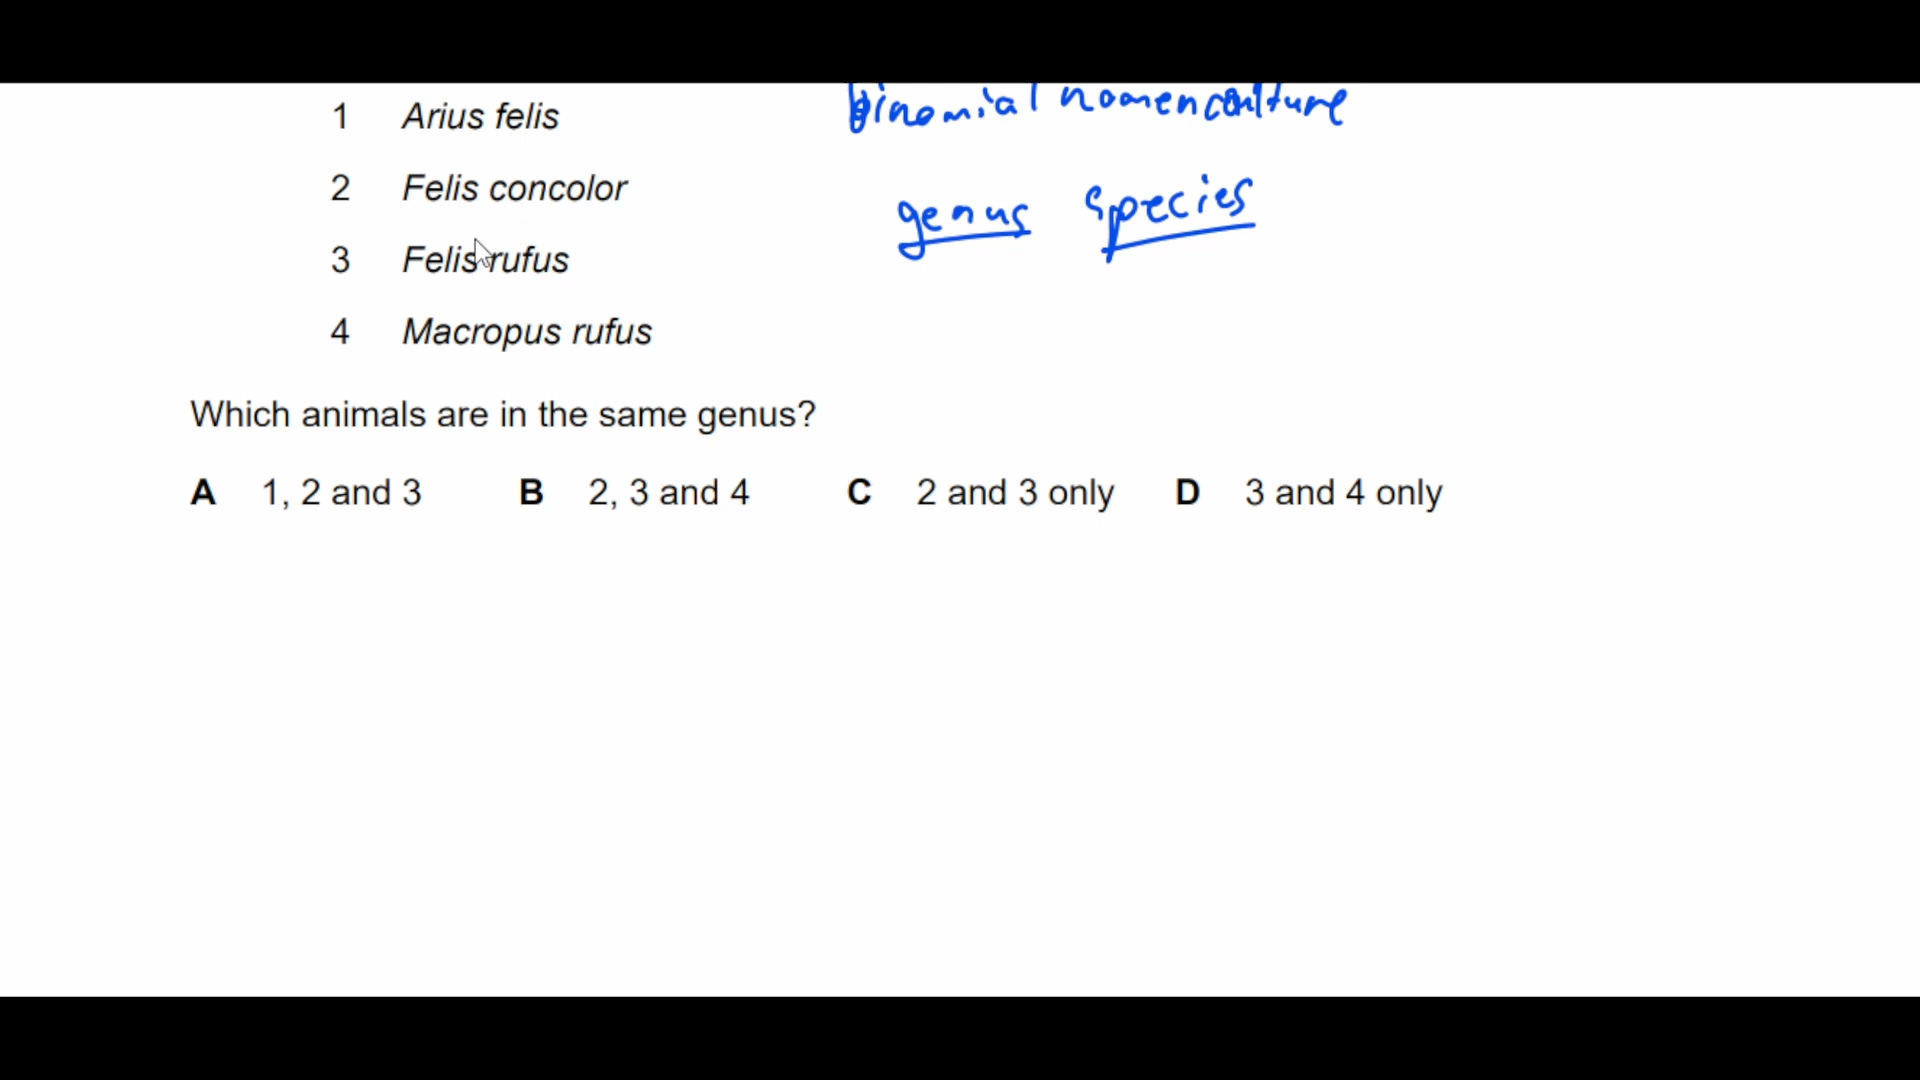 1 Arius felis
binomial nomenculture
2 Felis concolor
genus species
3 Felis rufus
4 Macropus rufus
Which animals are in the same genus?
A 1, 2 and 3 B 2, 3 and 4 C 2 and 3 only D 3 and 4 only